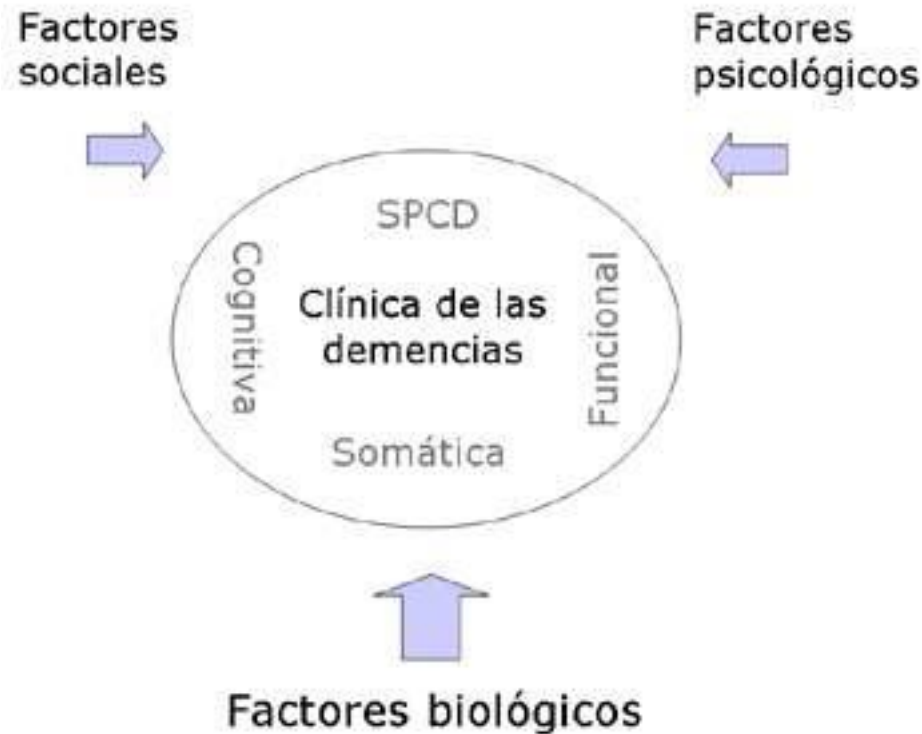 Factores
sociales
Factores
psicológicos
SPCD
Cognitiva
Clínica de las
demencias
Funcional
Somática
Factores biológicos